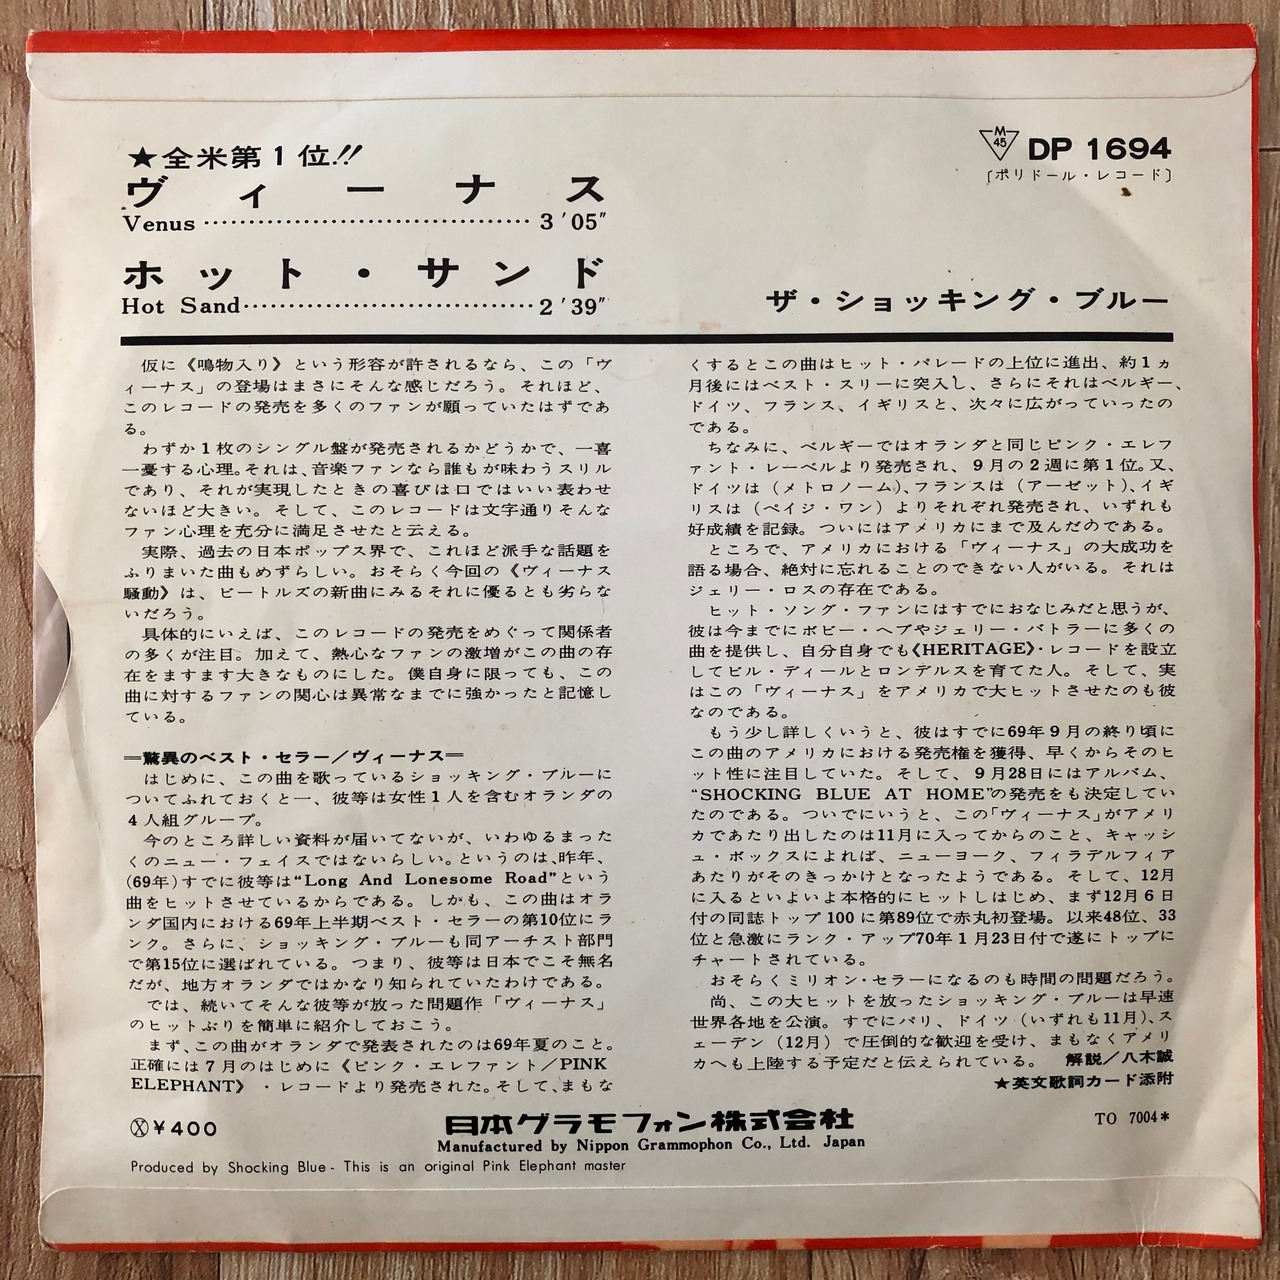 ★全米第1位!!
ヴィーナス
Venus …………………………… 3′05″
ホット・サンド
Hot Sand………………………… 2′39″
M 45
DP 1694
〔ポリドール・レコード〕
ザ・ショッキング・ブルー
仮に《鳴物入り》という形容が許されるなら、この「ヴ
ィーナス」の登場はまさにそんな感じだろう。それほど、
このレコードの発売を多くのファンが願っていたはずであ
る。
わずか1枚のシングル盤が発売されるかどうかで、一喜
一憂する心理。それは、音楽ファンなら誰もが味わうスリル
であり、それが実現したときの喜びは口ではいい表わせ
ないほど大きい。そして、このレコードは文字通りそんな
ファン心理を充分に満足させたと云える。
実際、過去の日本ポップス界で、これほど派手な話題を
ふりまいた曲もめずらしい。おそらく今回の《ヴィーナス
騒動》は、ビートルズの新曲にみるそれに優るとも劣らな
いだろう。
具体的にいえば、このレコードの発売をめぐって関係者
の多くが注目。加えて、熱心なファンの激増がこの曲の存
在をますます大きなものにした。僕自身に限っても、この
曲に対するファンの関心は異常なまでに強かったと記憶し
ている。
=驚異のベスト・セラー/ヴィーナス=
はじめに、この曲を歌っているショッキング・ブルーに
ついてふれておくと―、彼等は女性1人を含むオランダの
4人組グループ。
今のところ詳しい資料が届いてないが、いわゆるまった
くのニュー・フェイスではないらしい。というのは、昨年、
(69年)すでに彼等は“Long And Lonesome Road”という
曲をヒットさせているからである。しかも、この曲はオラ
ンダ国内における69年上半期ベスト・セラーの第10位にラ
ンク。さらに、ショッキング・ブルーも同アーチスト部門
で第15位に選ばれている。つまり、彼等は日本でこそ無名
だが、地方オランダではかなり知られていたわけである。
では、続いてそんな彼等が放った問題作「ヴィーナス」
のヒットぶりを簡単に紹介しておこう。
まず、この曲がオランダで発表されたのは69年夏のこと。
正確には7月のはじめに《ピンク・エレファント/PINK
ELEPHANT》・レコードより発売された。そして、まもな
くするとこの曲はヒット・パレードの上位に進出、約1ヵ
月後にはベスト・スリーに突入し、さらにそれはベルギー、
ドイツ、フランス、イギリスと、次々に広がっていったの
である。
ちなみに、ベルギーではオランダと同じピンク・エレフ
ァント・レーベルより発売され、9月の2週に第1位。又、
ドイツは(メトロノーム)、フランスは(アーゼット)、イギ
リスは(ペイジ・ワン)よりそれぞれ発売され、いずれも
好成績を記録。ついにはアメリカにまで及んだのである。
ところで、アメリカにおける「ヴィーナス」の大成功を
語る場合、絶対に忘れることのできない人がいる。それは
ジェリー・ロスの存在である。
ヒット・ソング・ファンにはすでにおなじみだと思うが、
彼は今までにボビー・ヘブやジェリー・バトラーに多くの
曲を提供し、自分自身でも《HERITAGE》・レコードを設立
してビル・ディールとロンデルスを育てた人。そして、実
はこの「ヴィーナス」をアメリカで大ヒットさせたのも彼
なのである。
もう少し詳しくいうと、彼はすでに69年9月の終り頃に
この曲のアメリカにおける発売権を獲得、早くからそのヒ
ット性に注目していた。そして、9月28日にはアルバム、
“SHOCKING BLUE AT HOME”の発売をも決定してい
たのである。ついでにいうと、この「ヴィーナス」がアメリ
カであたり出したのは11月に入ってからのこと、キャッシ
ュ・ボックスによれば、ニューヨーク、フィラデルフィア
あたりがそのきっかけとなったようである。そして、12月
に入るといよいよ本格的にヒットしはじめ、まず12月6日
付の同誌トップ100に第89位で赤丸初登場。以来48位、33
位と急激にランク・アップ70年1月23日付で遂にトップに
チャートされている。
おそらくミリオン・セラーになるのも時間の問題だろう。
尚、この大ヒットを放ったショッキング・ブルーは早速
世界各地を公演。すでにパリ、ドイツ(いずれも11月)、ス
ェーデン(12月)で圧倒的な歓迎を受け、まもなくアメリ
カへも上陸する予定だと伝えられている。 解説/八木誠
★英文歌詞カード添附
Ⓧ¥400
日本グラモフォン株式会社
Manufactured by Nippon Grammophon Co., Ltd. Japan
TO 7004*
Produced by Shocking Blue - This is an original Pink Elephant master